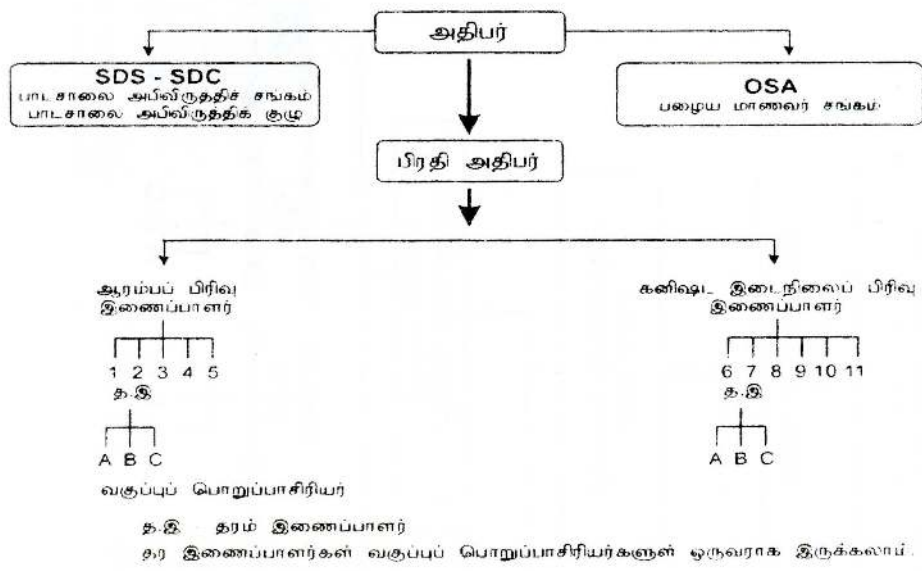 அதிபர்
SDS - SDC
பாடசாலை அபிவிருத்திச் சங்கம்
பாடசாலை அபிவிருத்திக் குழு
OSA
பழைய மாணவர் சங்கம்
பிரதி அதிபர்
ஆரம்பப் பிரிவு
இணைப்பாளர்
1 2 3 4 5
த.இ
A B C
வகுப்புப் பொறுப்பாசிரியர்
கனிஷட இடைநிலைப் பிரிவு
இணைப்பாளர்
6 7 8 9 10 11
த.இ
A B C
த.இ தரம் இணைப்பாளர்
தர இணைப்பாளர்கள் வகுப்புப் பொறுப்பாசிரியர்களுள் ஒருவராக இருக்கலாம்.